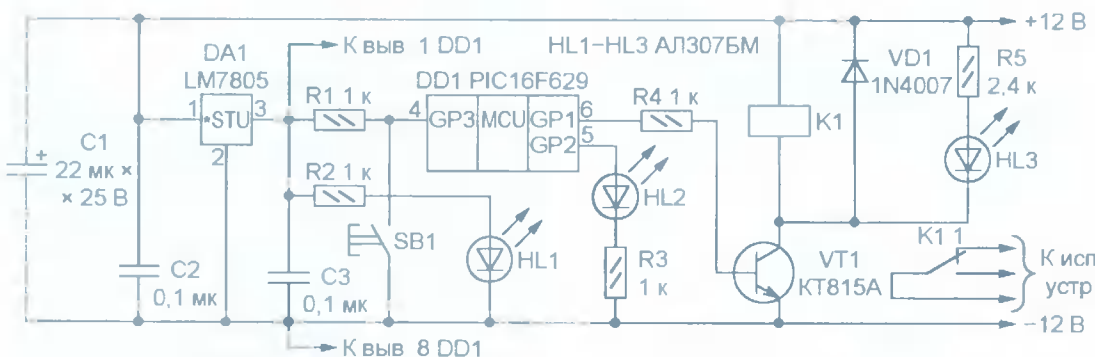 +12 В
К выв 1 DD1
HL1–HL3 АЛ307БМ
DA1
LM7805
1
*STU
3
2
R1 1 к
DD1 PIC16F629
4
GP3
MCU
GP1
GP2
6
5
R4 1 к
K1
VD1
1N4007
R5
2,4 к
HL3
C1
22 мк ×
× 25 В
+
R2 1 к
HL2
SB1
HL1
R3
1 к
VT1
КТ815А
K1 1
К исп
устр
C2
0,1 мк
C3
0,1 мк
−12 В
К выв 8 DD1